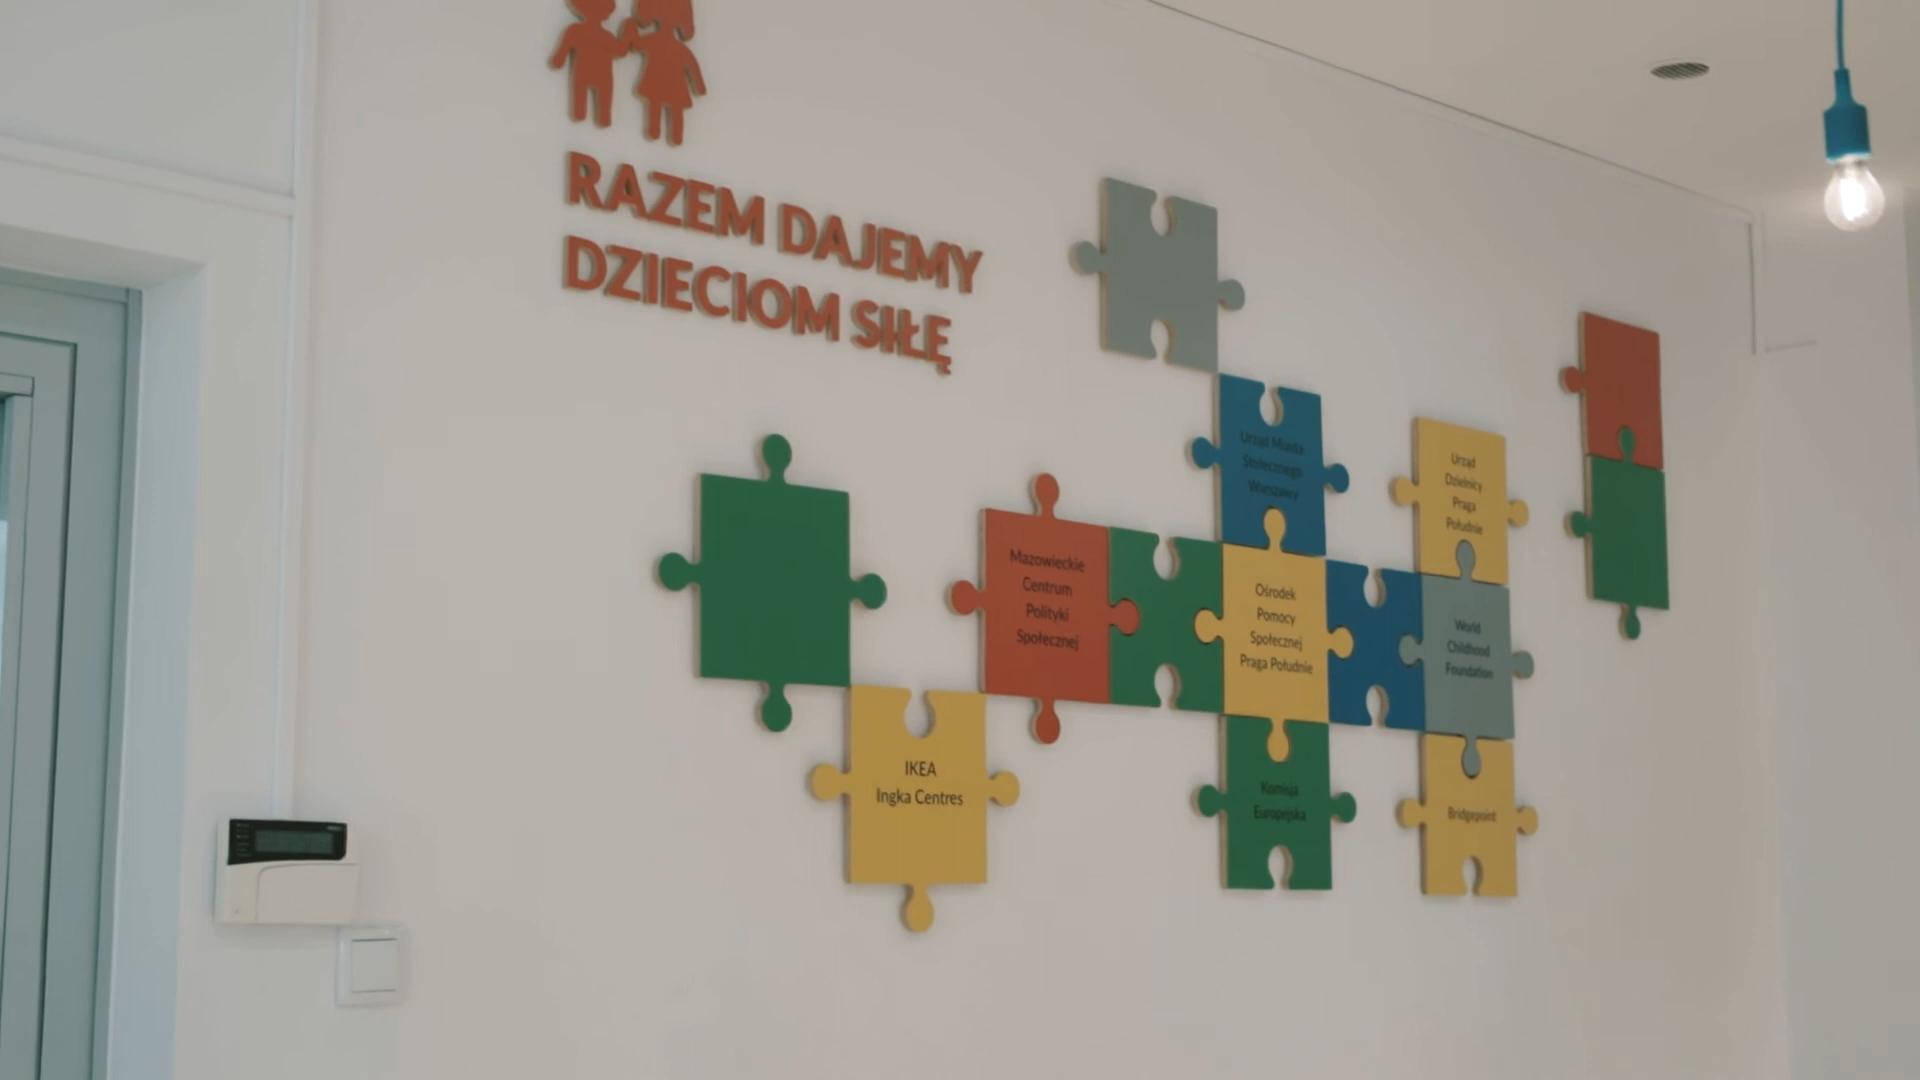 RAZEM DAJEMY
DZIECIOM SIŁĘ
Urząd Miasta
Stołecznego
Warszawy
Urząd
Dzielnicy
Praga
Południe
Mazowieckie
Centrum
Polityki
Społecznej
Ośrodek
Pomocy
Społecznej
Praga Południe
World
Childhood
Foundation
IKEA
Ingka Centres
Komisja
Europejska
Bridgepoint